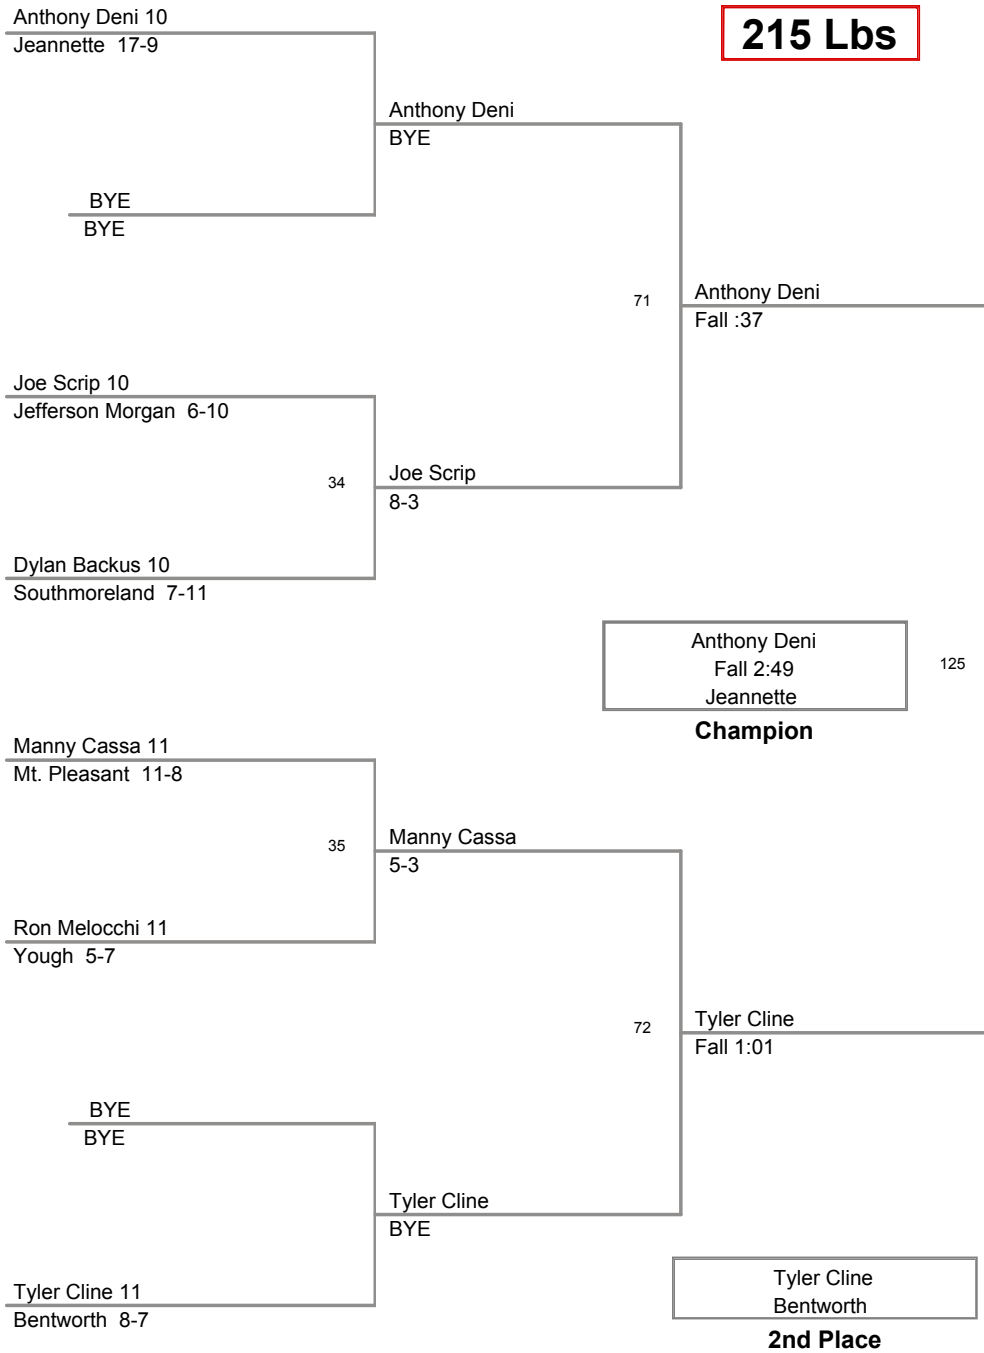 Anthony Deni 10
Jeannette 17-9
215 Lbs
Anthony Deni
BYE
BYE
BYE
71
Anthony Deni
Fall :37
Joe Scrip 10
Jefferson Morgan 6-10
34
Joe Scrip
8-3
Dylan Backus 10
Southmoreland 7-11
Anthony Deni
Fall 2:49
Jeannette
125
Champion
Manny Cassa 11
Mt. Pleasant 11-8
35
Manny Cassa
5-3
Ron Melocchi 11
Yough 5-7
72
Tyler Cline
Fall 1:01
BYE
BYE
Tyler Cline
BYE
Tyler Cline 11
Bentworth 8-7
Tyler Cline
Bentworth
2nd Place